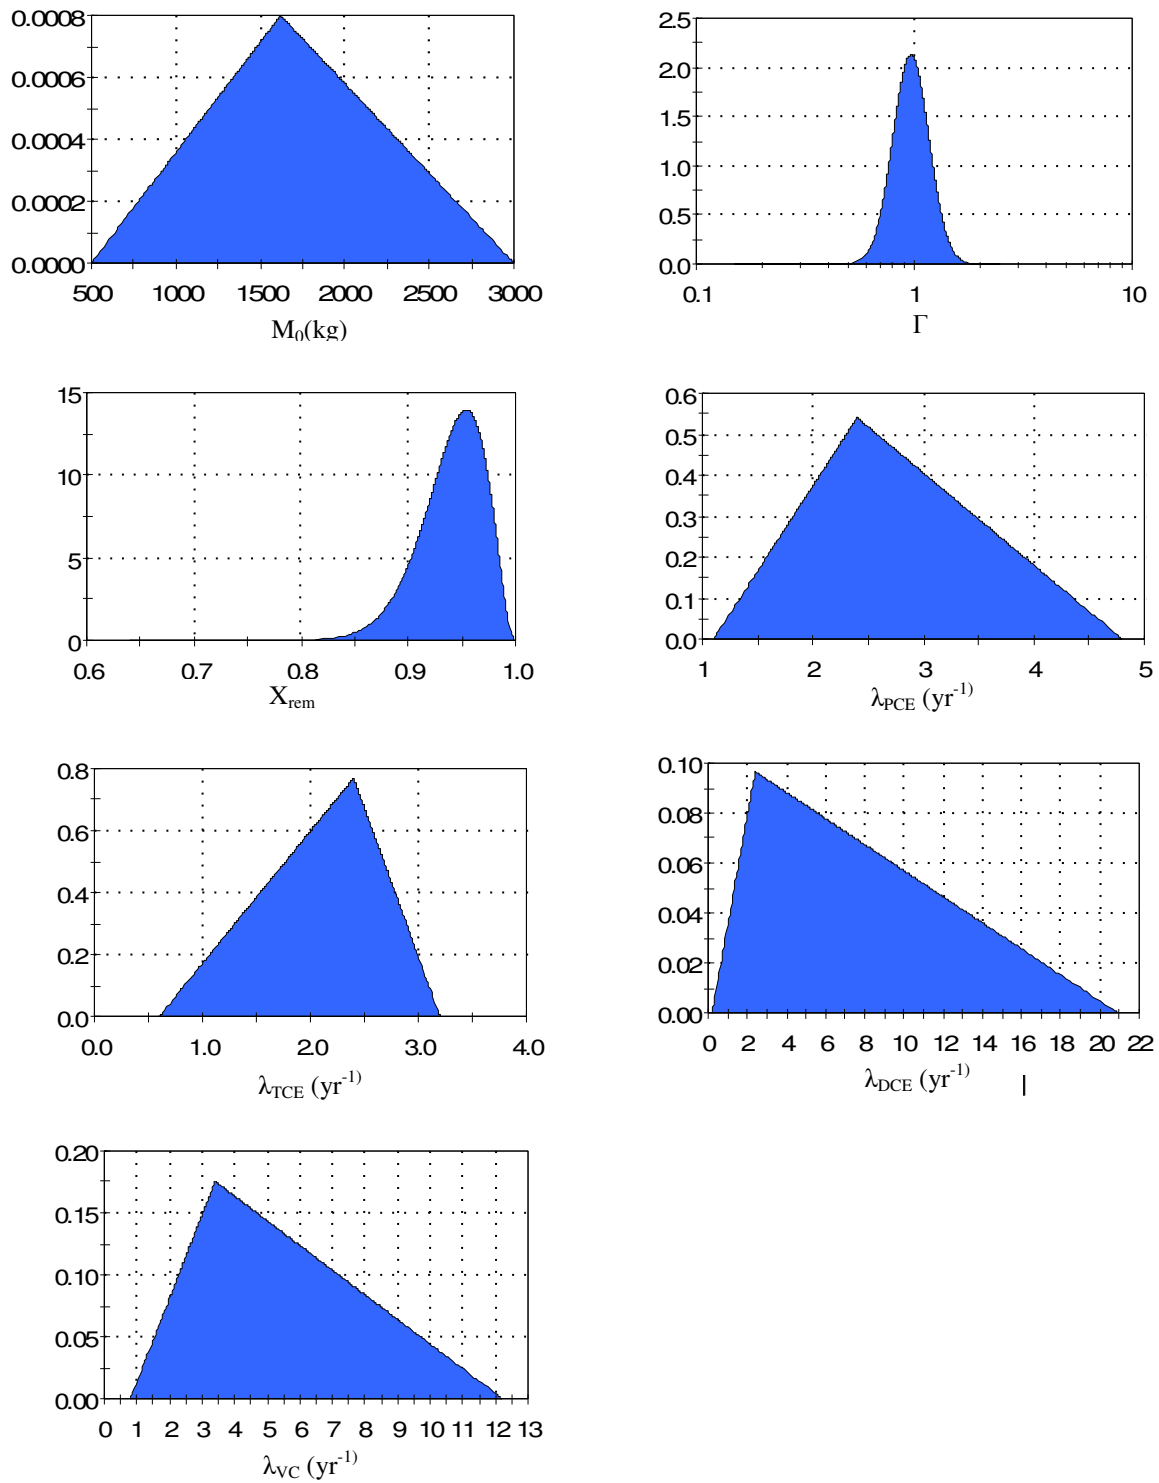 0.0008
0.0006
0.0004
0.0002
0.0000
500 1000 1500 2000 2500 3000
M₀(kg)
2.5
2.0
1.5
1.0
0.5
0.0
0.1 1 10
Γ
15
10
5
0
0.6 0.7 0.8 0.9 1.0
X_rem
0.6
0.5
0.4
0.3
0.2
0.1
0.0
1 2 3 4 5
λ_PCE (yr⁻¹)
0.8
0.6
0.4
0.2
0.0
0.0 1.0 2.0 3.0 4.0
λ_TCE (yr⁻¹)
0.10
0.08
0.06
0.04
0.02
0.00
0 2 4 6 8 10 12 14 16 18 20 22
λ_DCE (yr⁻¹) |
0.20
0.15
0.10
0.05
0.00
0 1 2 3 4 5 6 7 8 9 10 11 12 13
λ_VC (yr⁻¹)